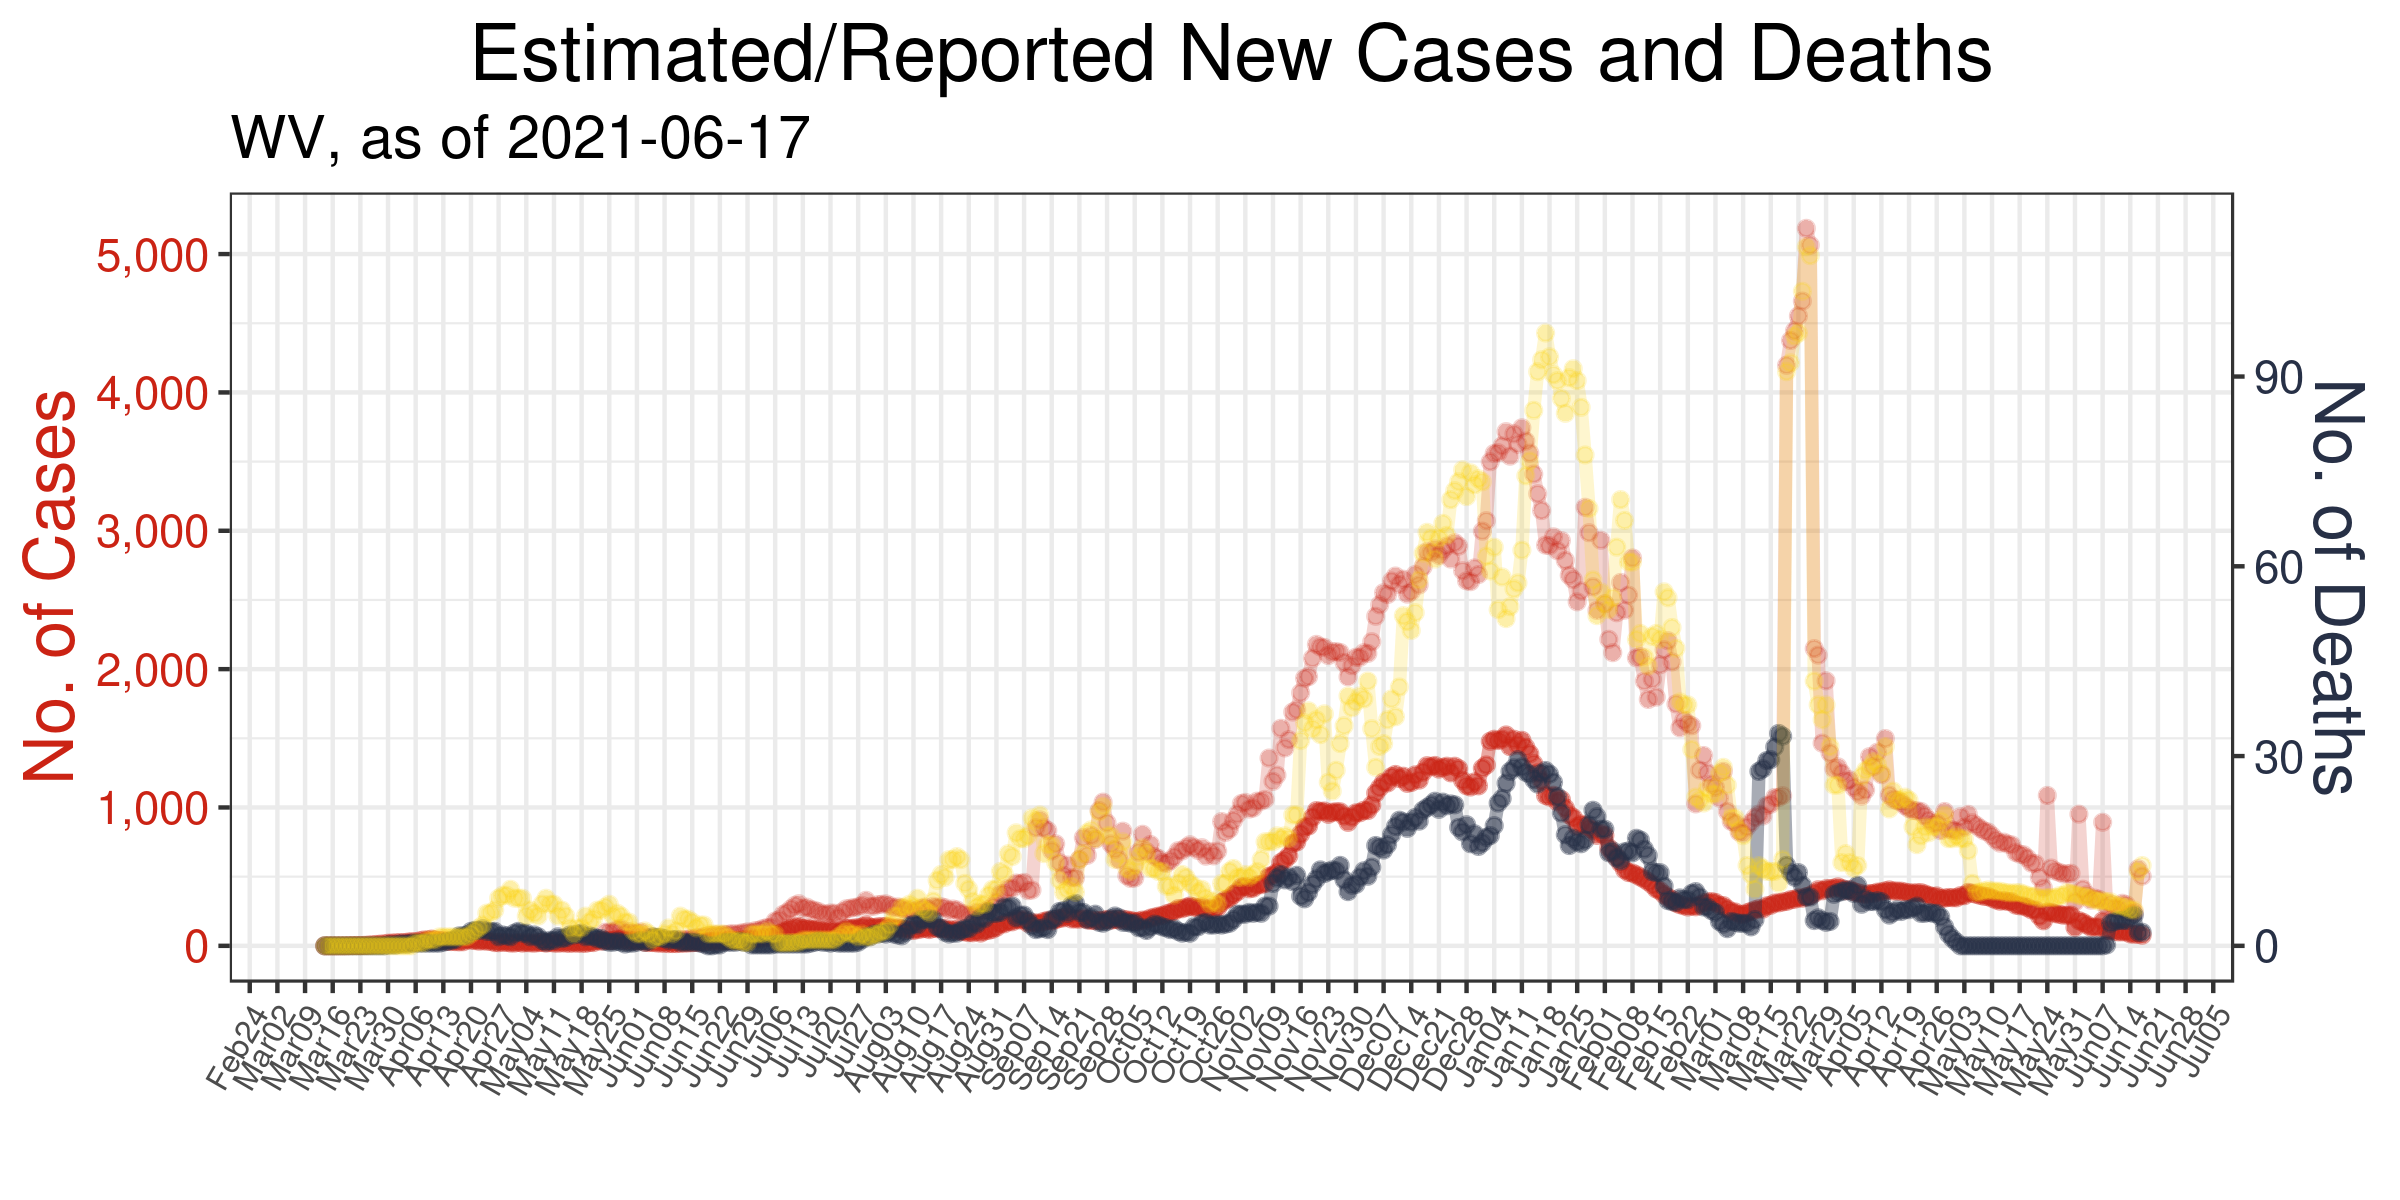 Estimated/Reported New Cases and Deaths
WV, as of 2021-06-17
No. of Cases
5,000
4,000
3,000
2,000
1,000
0
90
60
30
0
No. of Deaths
Feb24
Mar02
Mar09
Mar16
Mar23
Mar30
Apr06
Apr13
Apr20
Apr27
May04
May11
May18
May25
Jun01
Jun08
Jun15
Jun22
Jun29
Jul06
Jul13
Jul20
Jul27
Aug03
Aug10
Aug17
Aug24
Aug31
Sep07
Sep14
Sep21
Sep28
Oct05
Oct12
Oct19
Oct26
Nov02
Nov09
Nov16
Nov23
Nov30
Dec07
Dec14
Dec21
Dec28
Jan04
Jan11
Jan18
Jan25
Feb01
Feb08
Feb15
Feb22
Mar01
Mar08
Mar15
Mar22
Mar29
Apr05
Apr12
Apr19
Apr26
May03
May10
May17
May24
May31
Jun07
Jun14
Jun21
Jun28
Jul05